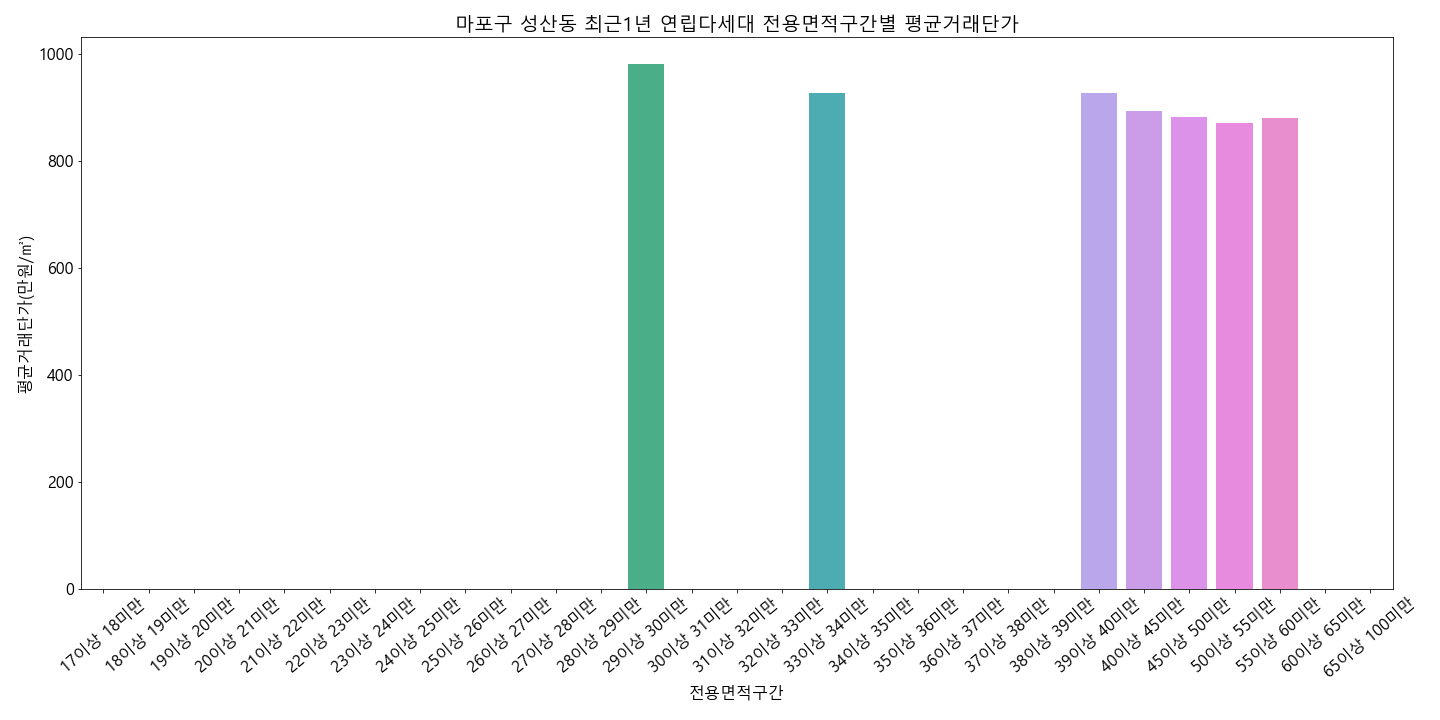 마포구 성산동 최근1년 연립다세대 전용면적구간별 평균거래단가
평균거래단가(만원/㎡)
1000
800
600
400
200
0
17이상 18미만
18이상 19미만
19이상 20미만
20이상 21미만
21이상 22미만
22이상 23미만
23이상 24미만
24이상 25미만
25이상 26미만
26이상 27미만
27이상 28미만
28이상 29미만
29이상 30미만
30이상 31미만
31이상 32미만
32이상 33미만
33이상 34미만
34이상 35미만
35이상 36미만
36이상 37미만
37이상 38미만
38이상 39미만
39이상 40미만
40이상 45미만
45이상 50미만
50이상 55미만
55이상 60미만
60이상 65미만
65이상 100미만
전용면적구간